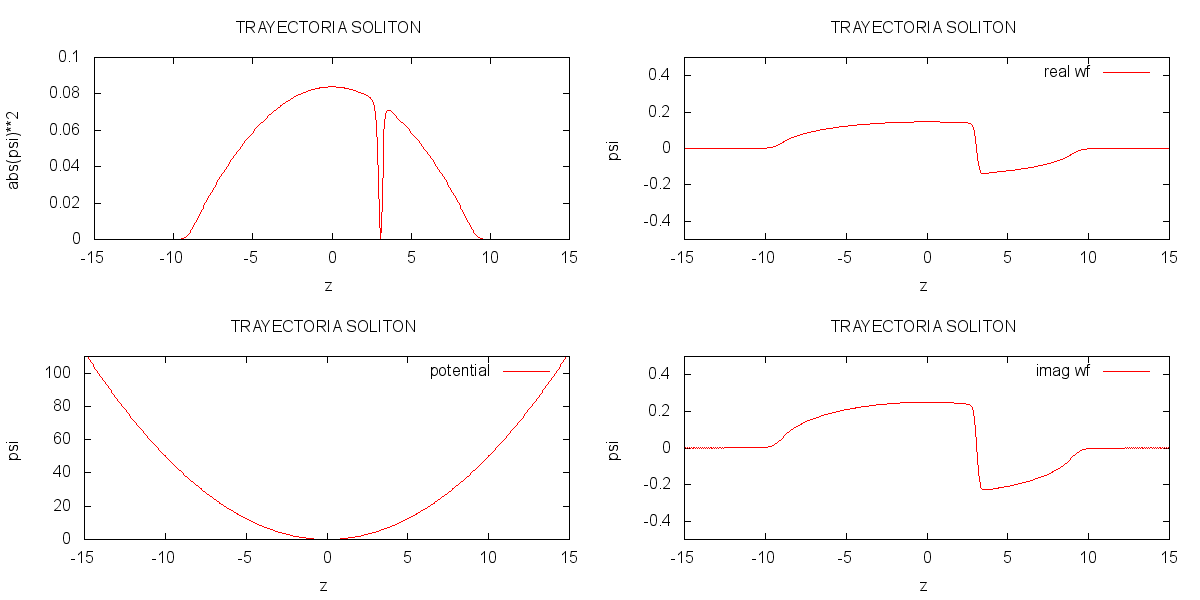 TRAYECTORIA SOLITON
0.1
0.08
0.06
0.04
0.02
0
abs(psi)**2
-15 -10 -5 0 5 10 15
z
TRAYECTORIA SOLITON
real wf
0.4
0.2
0
-0.2
-0.4
psi
-15 -10 -5 0 5 10 15
z
TRAYECTORIA SOLITON
potential
100
80
60
40
20
0
psi
-15 -10 -5 0 5 10 15
z
TRAYECTORIA SOLITON
imag wf
0.4
0.2
0
-0.2
-0.4
psi
-15 -10 -5 0 5 10 15
z